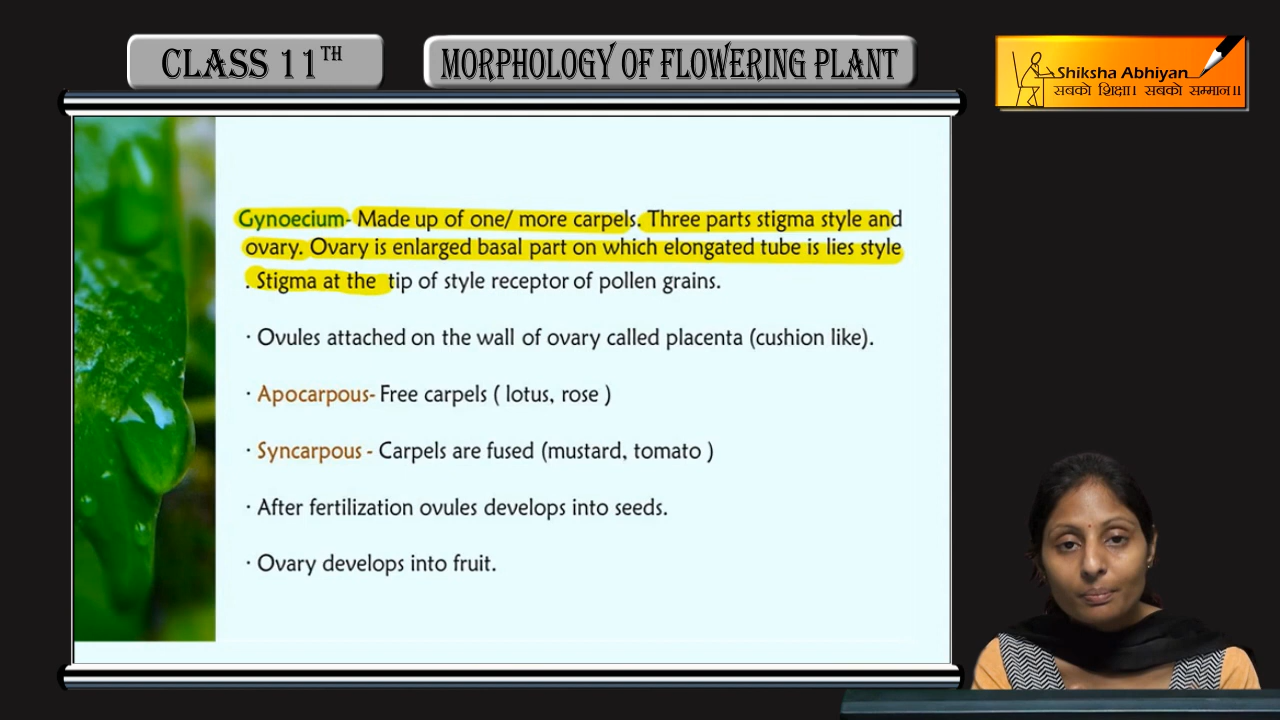 CLASS 11TH
MORPHOLOGY OF FLOWERING PLANT
Shiksha Abhiyan
सबको शिक्षा। सबको सम्मान॥
Gynoecium- Made up of one/ more carpels. Three parts stigma style and
ovary. Ovary is enlarged basal part on which elongated tube is lies style
. Stigma at the tip of style receptor of pollen grains.
· Ovules attached on the wall of ovary called placenta (cushion like).
· Apocarpous- Free carpels ( lotus, rose )
· Syncarpous - Carpels are fused (mustard, tomato )
· After fertilization ovules develops into seeds.
· Ovary develops into fruit.